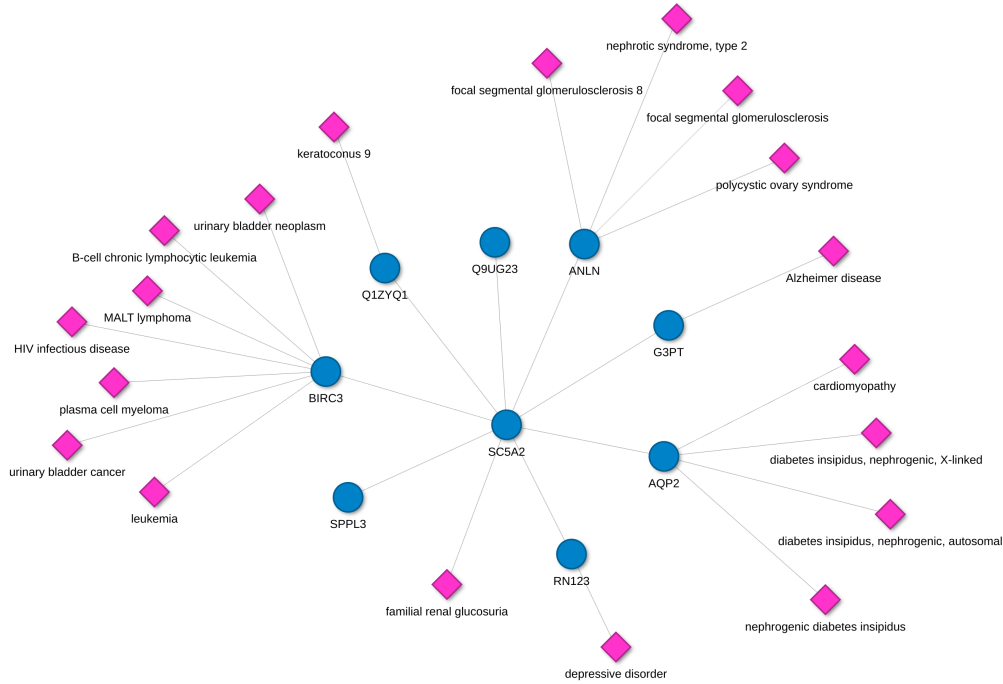 nephrotic syndrome, type 2
focal segmental glomerulosclerosis 8
focal segmental glomerulosclerosis
keratoconus 9
polycystic ovary syndrome
urinary bladder neoplasm
B-cell chronic lymphocytic leukemia
Q9UG23
ANLN
Alzheimer disease
Q1ZYQ1
MALT lymphoma
HIV infectious disease
G3PT
cardiomyopathy
BIRC3
plasma cell myeloma
SC5A2
diabetes insipidus, nephrogenic, X-linked
urinary bladder cancer
AQP2
leukemia
SPPL3
diabetes insipidus, nephrogenic, autosomal
RN123
familial renal glucosuria
nephrogenic diabetes insipidus
depressive disorder